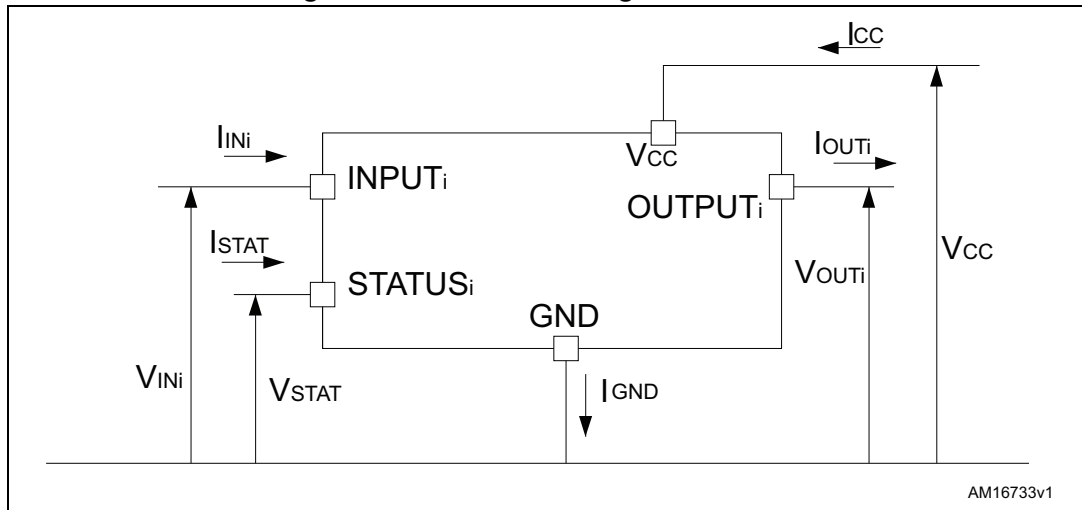 ICC
IINi
VCC
IOUTi
INPUTi
OUTPUTi
ISTAT
VCC
VOUTi
STATUSi
GND
VINi
VSTAT
IGND
AM16733v1